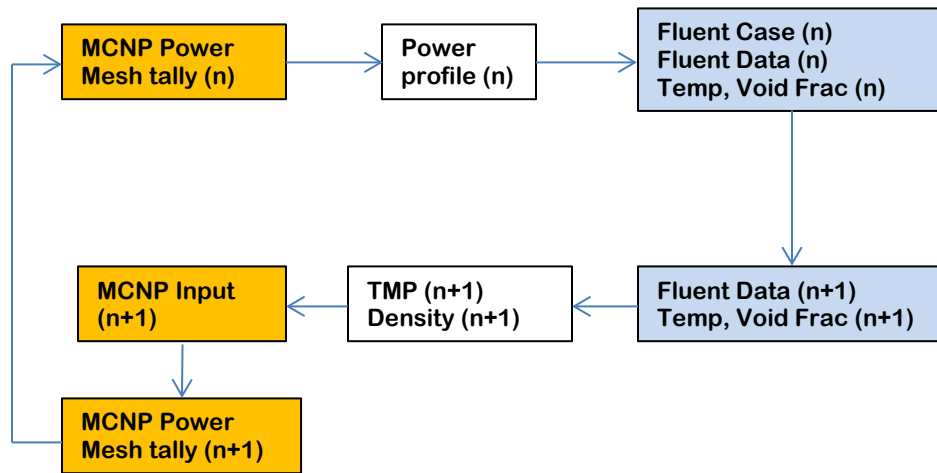 MCNP Power
Mesh tally (n)
Power
profile (n)
Fluent Case (n)
Fluent Data (n)
Temp, Void Frac (n)
MCNP Input
(n+1)
TMP (n+1)
Density (n+1)
Fluent Data (n+1)
Temp, Void Frac (n+1)
MCNP Power
Mesh tally (n+1)